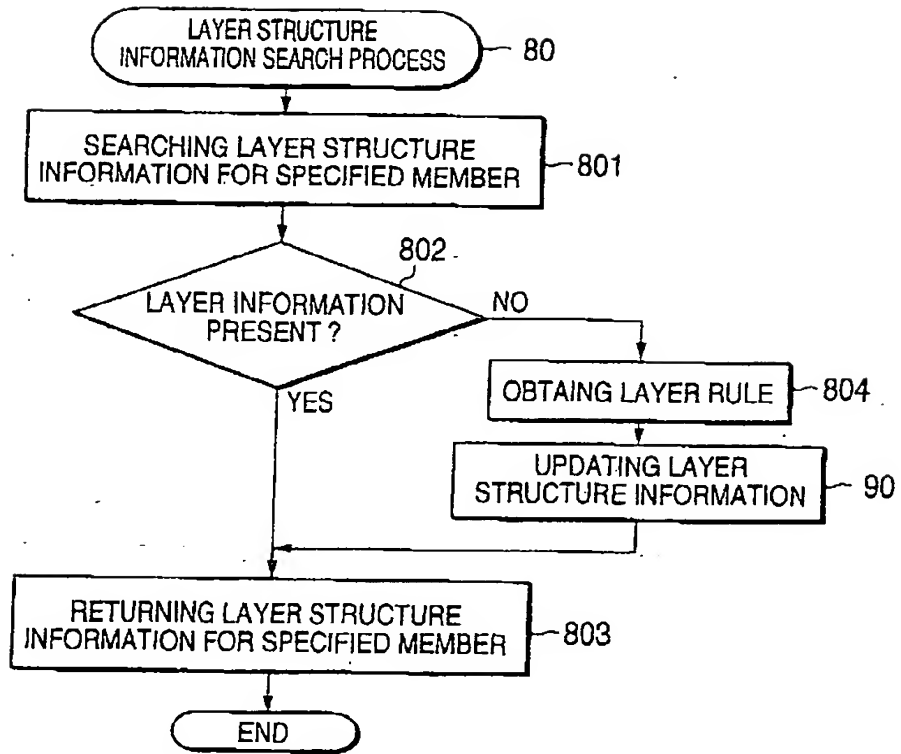 LAYER STRUCTURE
INFORMATION SEARCH PROCESS
80
SEARCHING LAYER STRUCTURE
INFORMATION FOR SPECIFIED MEMBER
801
802
LAYER INFORMATION
PRESENT ?
NO
YES
OBTAING LAYER RULE
804
UPDATING LAYER
STRUCTURE INFORMATION
90
RETURNING LAYER STRUCTURE
INFORMATION FOR SPECIFIED MEMBER
803
END